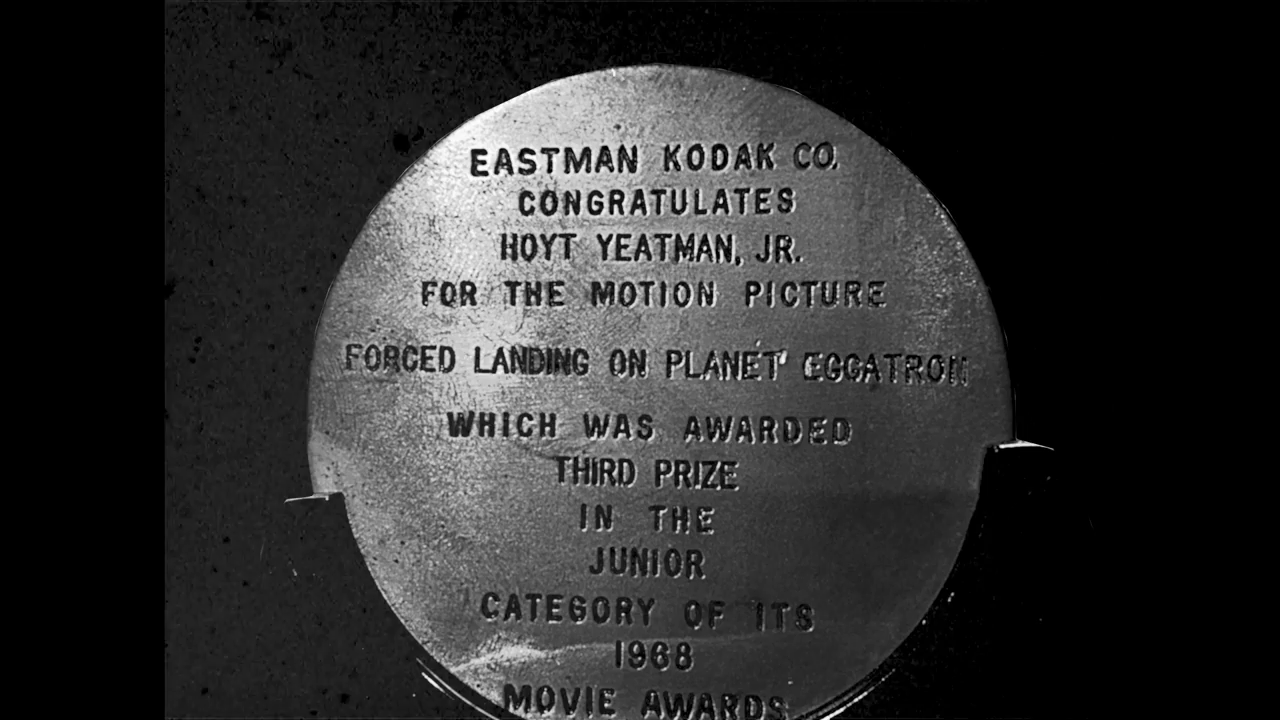 EASTMAN KODAK CO.
CONGRATULATES
HOYT YEATMAN, JR.
FOR THE MOTION PICTURE
FORCED LANDING ON PLANET EGGATRON
WHICH WAS AWARDED
THIRD PRIZE
IN THE
JUNIOR
CATEGORY OF ITS
1968
MOVIE AWARDS